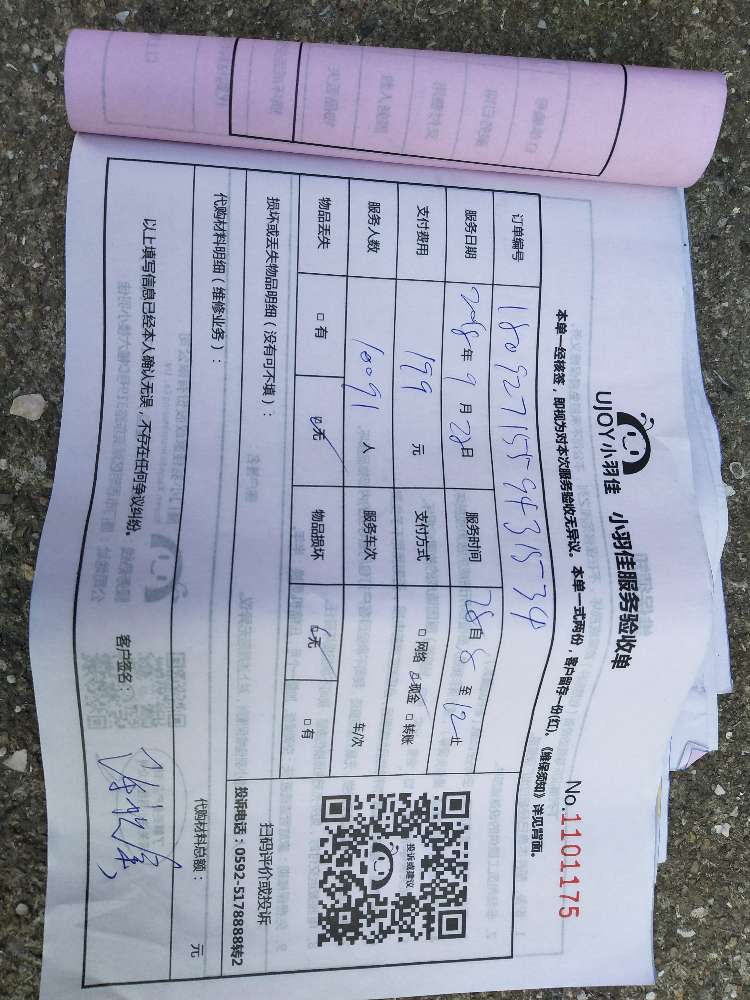 UJOY小羽佳 小羽佳服务验收单 No.1101175
本单一经核签，即视为对本次服务验收无异议。本单一式两份，客户留存一份(红)。《维保须知》详见背面。
订单编号 180927155943
服务日期 2018年9月28日 服务时间 28自8至12止
支付费用 199 元 支付方式 □网络 ☑现金 □转账
服务人数 10091 人 服务车次 车/次
物品丢失 □有 ☑无 物品损坏 ☑无 □有
损坏或丢失物品明细（没有可不填）：
代购材料明细（维修业务）：
代购材料总额： 元
投诉或建议
扫码评价或投诉
投诉电话：0592-5178888转2
以上填写信息已经本人确认无误，不存在任何争议纠纷。
客户签名：